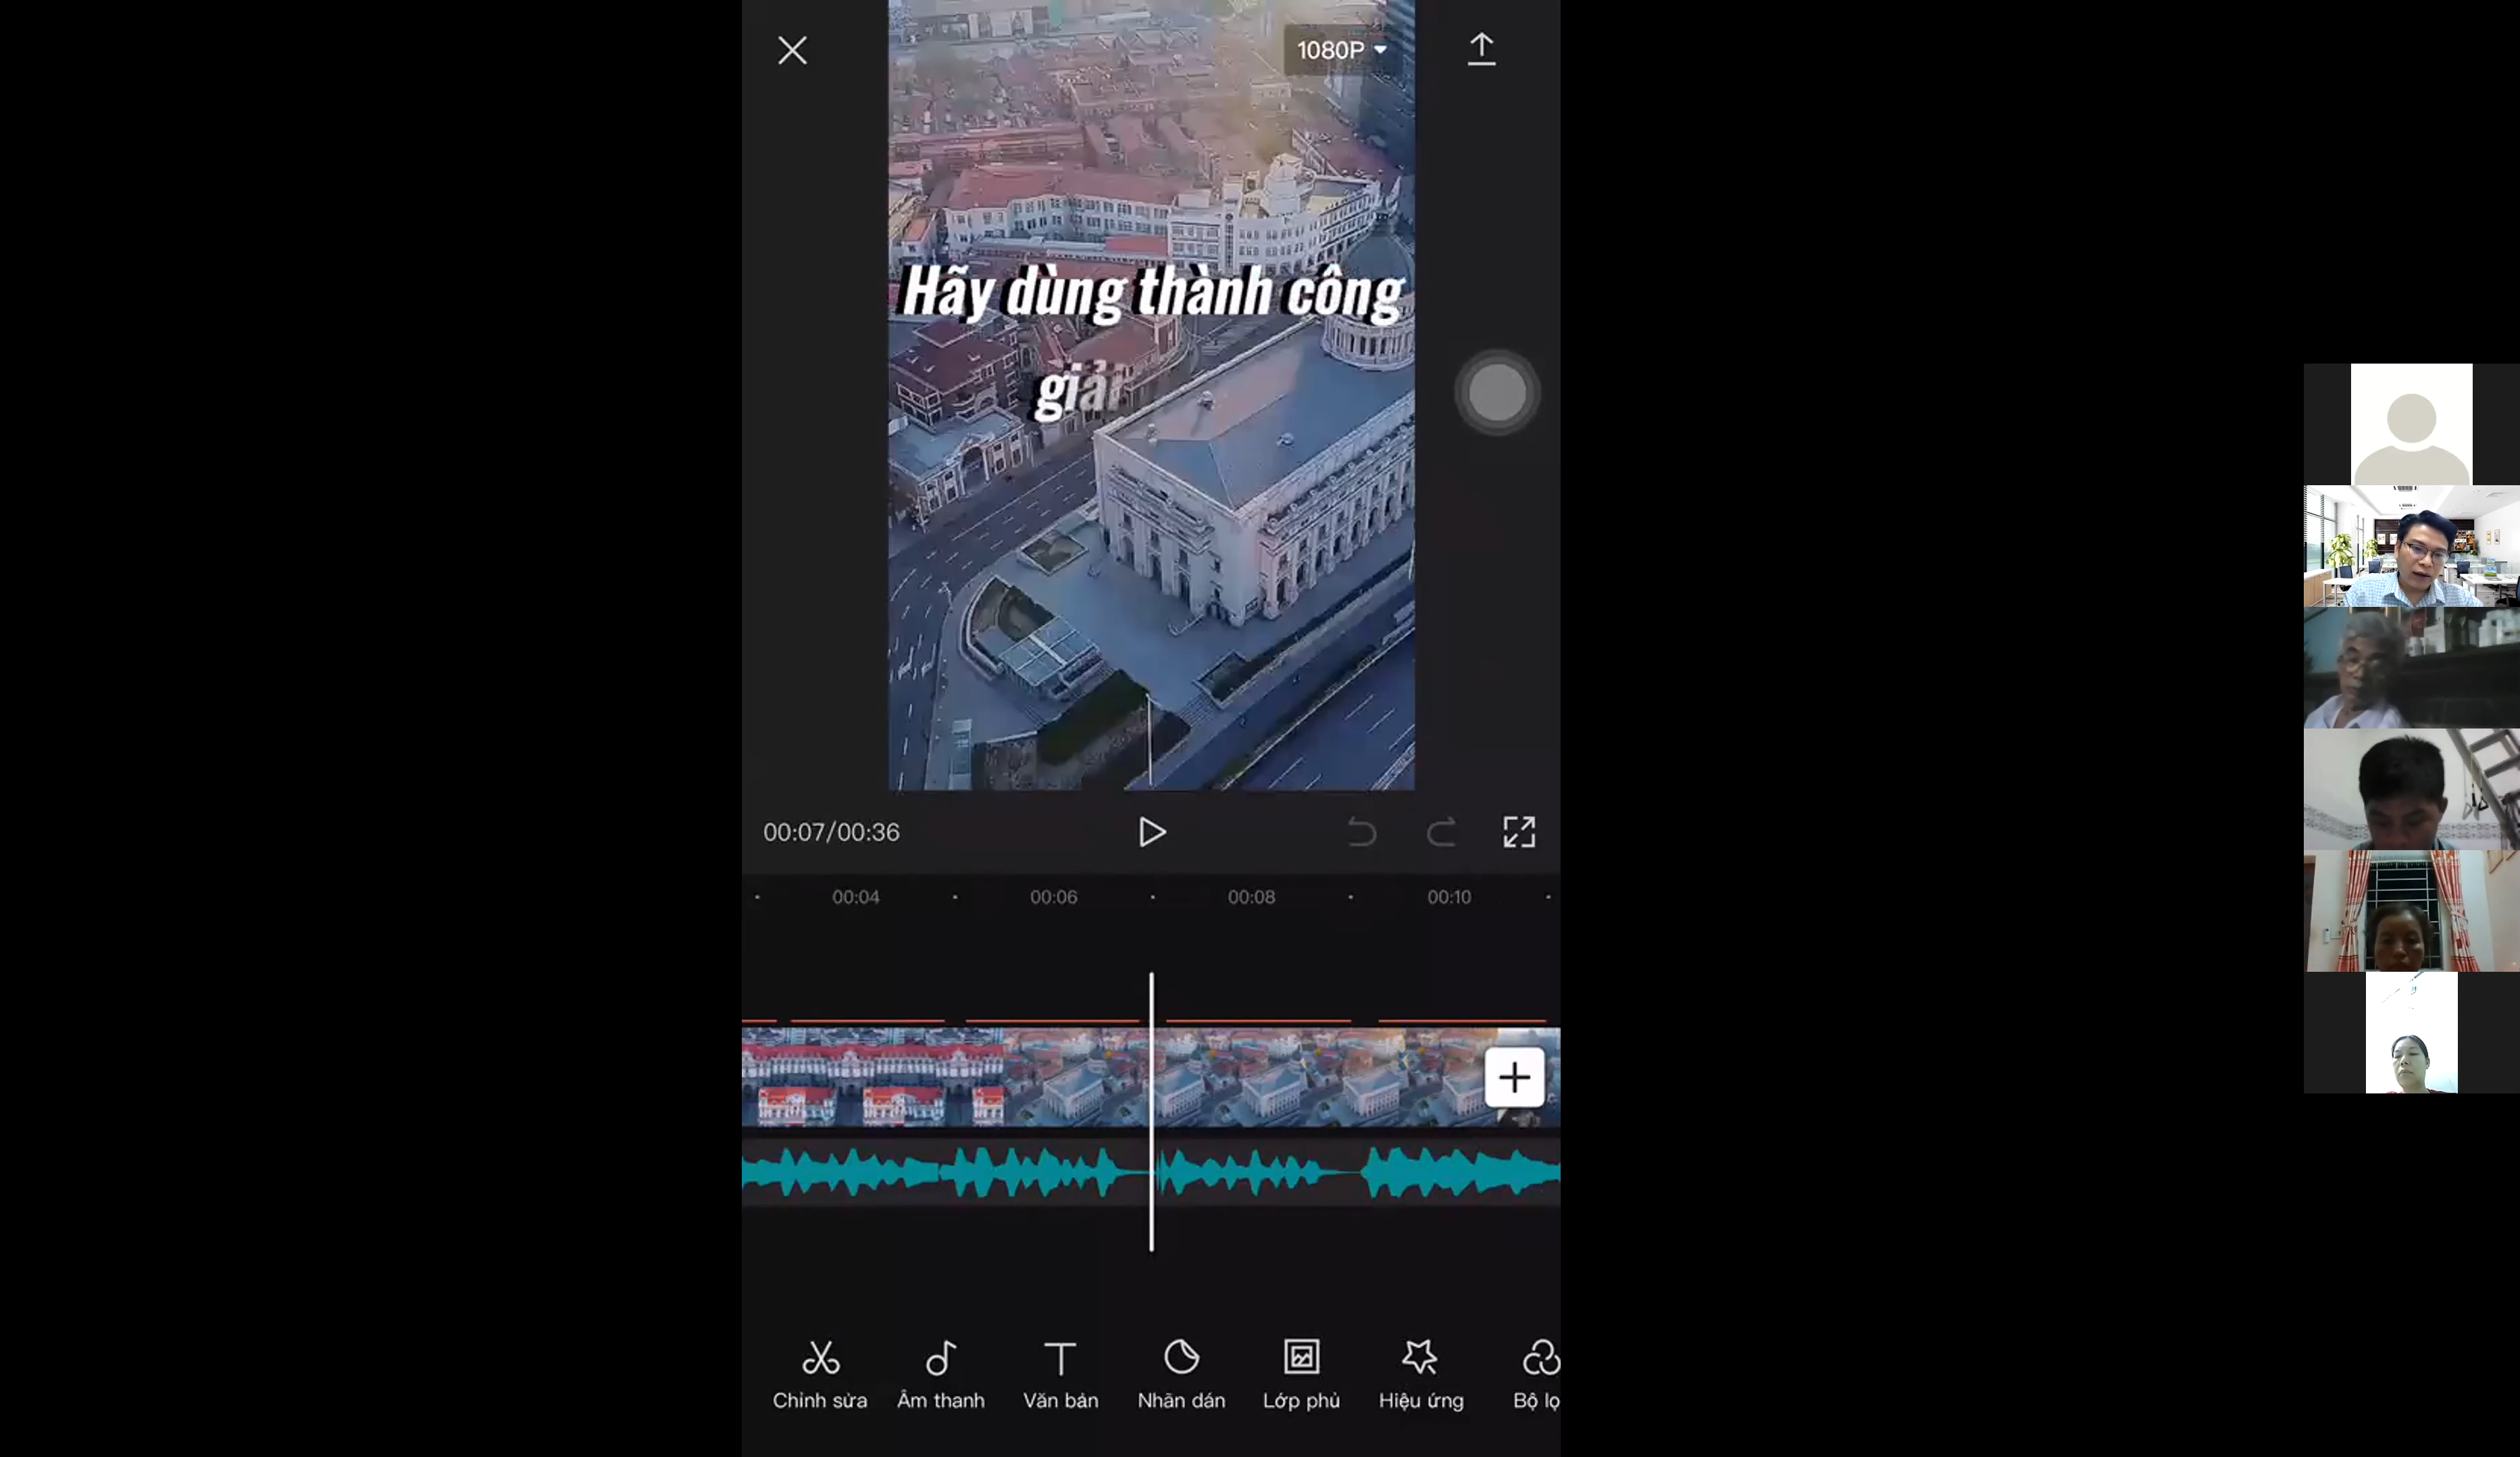 1080P
Hãy dùng thành công
giải
00:07/00:36
00:04
00:06
00:08
00:10
Chỉnh sửa
Âm thanh
Văn bản
Nhãn dán
Lớp phủ
Hiệu ứng
Bộ lọ